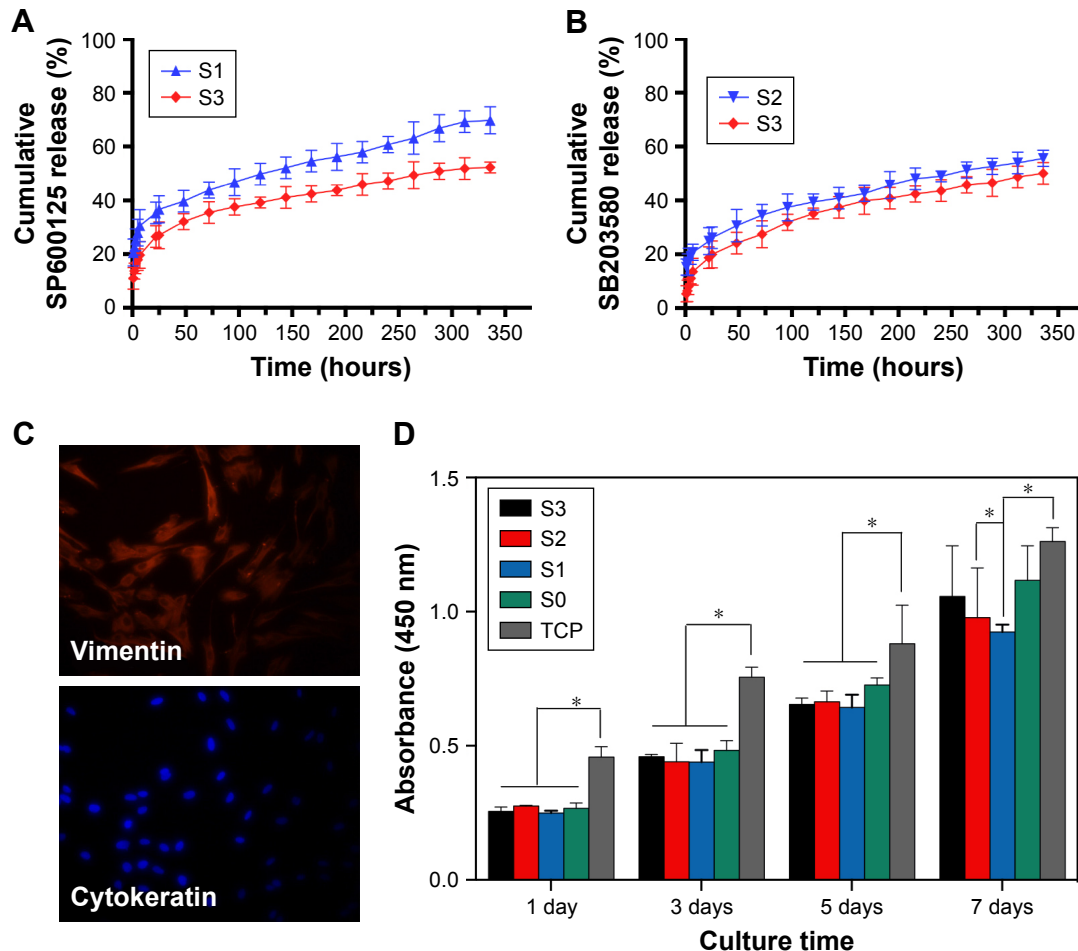 A
Cumulative
SP600125 release (%)
100
80
60
40
20
0
S1
S3
0 50 100 150 200 250 300 350
Time (hours)
B
Cumulative
SB203580 release (%)
100
80
60
40
20
0
S2
S3
0 50 100 150 200 250 300 350
Time (hours)
C
Vimentin
Cytokeratin
D
Absorbance (450 nm)
1.5
1.0
0.5
0.0
S3
S2
S1
S0
TCP
*
*
*
*
*
1 day 3 days 5 days 7 days
Culture time